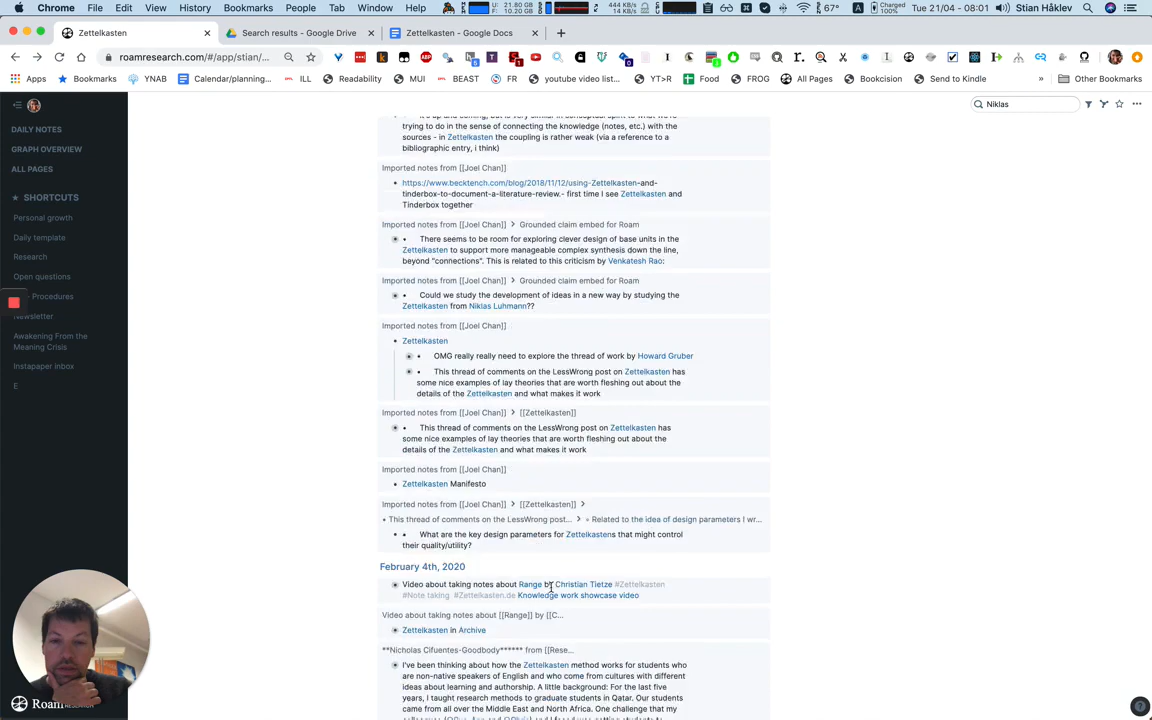 Chrome File Edit View History Bookmarks People Tab Window Help
21.80 GB
10.20 GB
444 KB/s
14 KB/s
67°
Charged
100%
Tue 21/04 - 08:01
Stian Håklev
Zettelkasten
Search results - Google Drive
Zettelkasten - Google Docs
roamresearch.com/#/app/stian/...
Apps
Bookmarks
YNAB
Calendar/planning...
ILL
Readability
MUI
BEAST
FR
youtube video list...
YT>R
Food
FROG
All Pages
Bookcision
Send to Kindle
»
Other Bookmarks
Niklas
DAILY NOTES
GRAPH OVERVIEW
ALL PAGES
SHORTCUTS
Personal growth
Daily template
Research
Open questions
Procedures
Newsletter
Awakening From the
Meaning Crisis
Instapaper inbox
E
Roam RESEARCH
trying to do in the sense of connecting the knowledge (notes, etc.) with the
sources - in Zettelkasten the coupling is rather weak (via a reference to a
bibliographic entry, i think)
Imported notes from [[Joel Chan]]
https://www.becktench.com/blog/2018/11/12/using-Zettelkasten-and-
tinderbox-to-document-a-literature-review.- first time I see Zettelkasten and
Tinderbox together
Imported notes from [[Joel Chan]] > Grounded claim embed for Roam
• There seems to be room for exploring clever design of base units in the
Zettelkasten to support more manageable complex synthesis down the line,
beyond "connections". This is related to this criticism by Venkatesh Rao:
Imported notes from [[Joel Chan]] > Grounded claim embed for Roam
• Could we study the development of ideas in a new way by studying the
Zettelkasten from Niklas Luhmann??
Imported notes from [[Joel Chan]]
Zettelkasten
• OMG really really need to explore the thread of work by Howard Gruber
• This thread of comments on the LessWrong post on Zettelkasten has
some nice examples of lay theories that are worth fleshing out about the
details of the Zettelkasten and what makes it work
Imported notes from [[Joel Chan]] > [[Zettelkasten]]
• This thread of comments on the LessWrong post on Zettelkasten has
some nice examples of lay theories that are worth fleshing out about the
details of the Zettelkasten and what makes it work
Imported notes from [[Joel Chan]]
Zettelkasten Manifesto
Imported notes from [[Joel Chan]] > [[Zettelkasten]] >
• This thread of comments on the LessWrong post... > Related to the idea of design parameters I wr...
• What are the key design parameters for Zettelkastens that might control
their quality/utility?
February 4th, 2020
Video about taking notes about Range by Christian Tietze #Zettelkasten
#Note taking #Zettelkasten.de Knowledge work showcase video
Video about taking notes about [[Range]] by [[C...
Zettelkasten in Archive
**Nicholas Cifuentes-Goodbody****** from [[Rese...
I've been thinking about how the Zettelkasten method works for students who
are non-native speakers of English and who come from cultures with different
ideas about learning and authorship. A little background: For the last five
years, I taught research methods to graduate students in Qatar. Our students
came from all over the Middle East and North Africa. One challenge that my